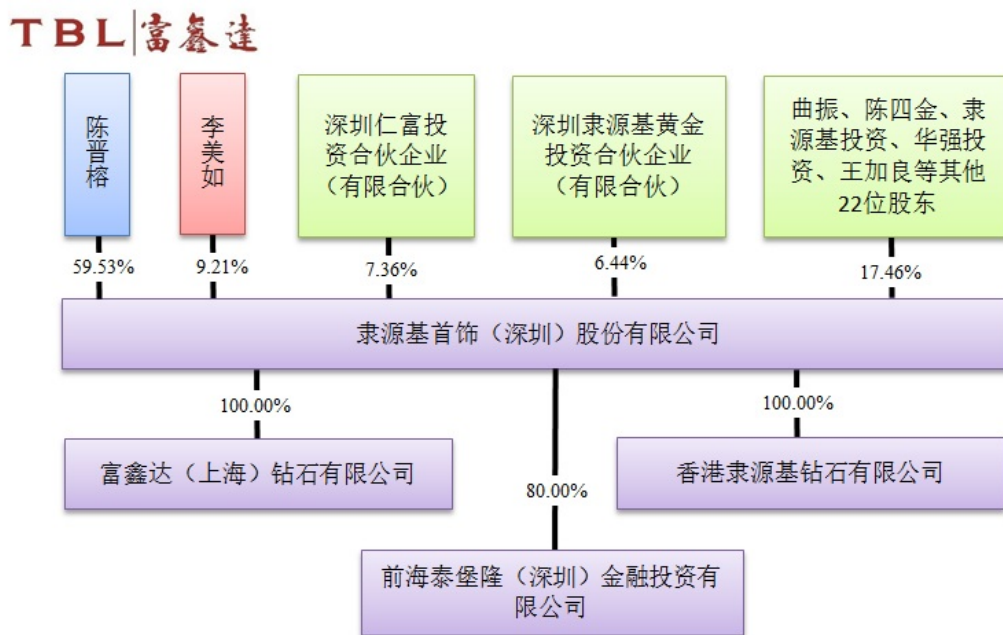 TBL 富鑫達
陈晋榕
李美如
深圳仁富投
资合伙企业
（有限合伙）
深圳隶源基黄金
投资合伙企业
（有限合伙）
曲振、陈四金、隶
源基投资、华强投
资、王加良等其他
22位股东
59.53%
9.21%
7.36%
6.44%
17.46%
隶源基首饰（深圳）股份有限公司
100.00%
100.00%
富鑫达（上海）钻石有限公司
香港隶源基钻石有限公司
80.00%
前海泰堡隆（深圳）金融投资有
限公司